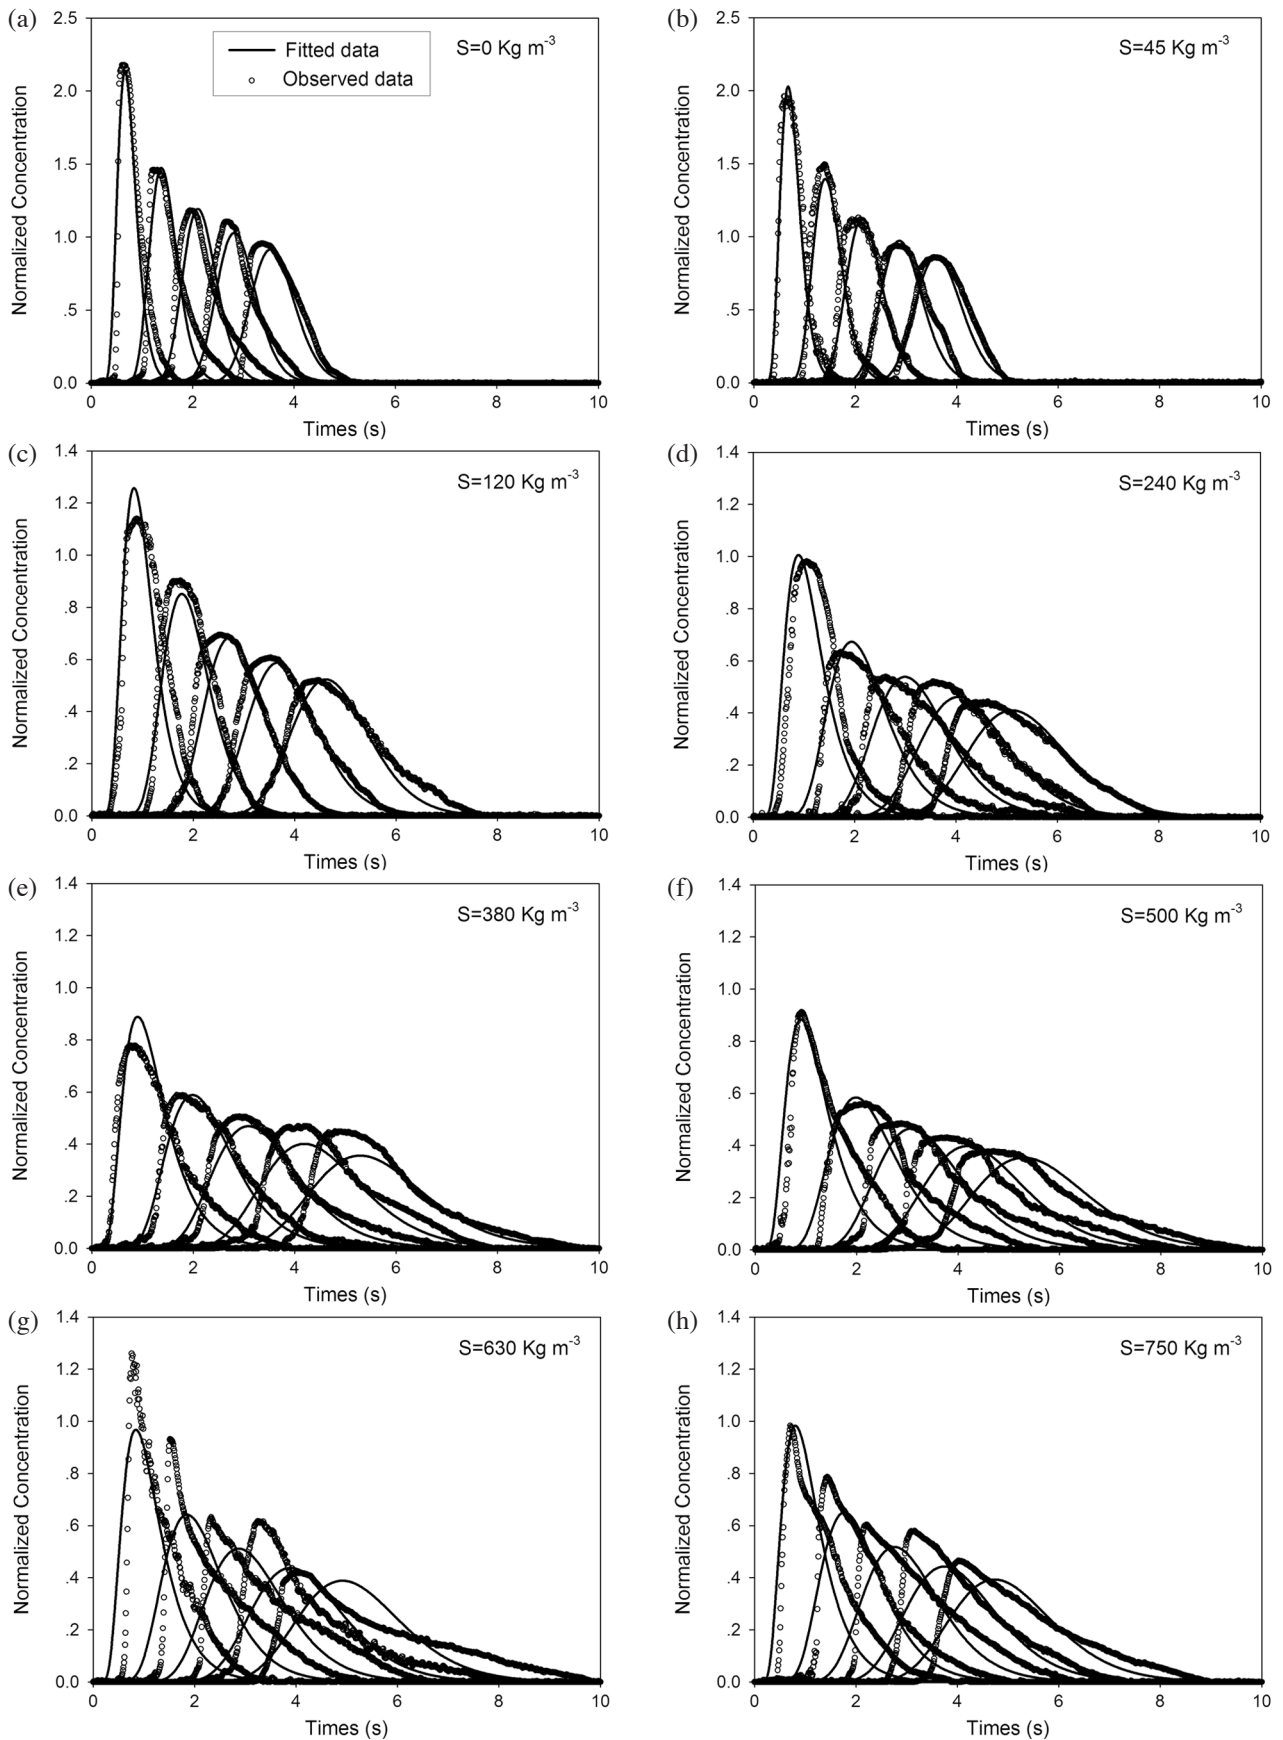 (a)
2.5
2.0
1.5
1.0
.5
0.0
Normalized Concentration
Fitted data
Observed data
S=0 Kg m-3
0 2 4 6 8 10
Times (s)
(b)
2.5
2.0
1.5
1.0
.5
0.0
Normalized Concentration
S=45 Kg m-3
0 2 4 6 8 10
Times (s)
(c)
1.4
1.2
1.0
.8
.6
.4
.2
0.0
Normalized Concentration
S=120 Kg m-3
0 2 4 6 8 10
Times (s)
(d)
1.4
1.2
1.0
.8
.6
.4
.2
0.0
Normalized Concentration
S=240 Kg m-3
0 2 4 6 8 10
Times (s)
(e)
1.4
1.2
1.0
.8
.6
.4
.2
0.0
Normalized Concentration
S=380 Kg m-3
0 2 4 6 8 10
Times (s)
(f)
1.4
1.2
1.0
.8
.6
.4
.2
0.0
Normalized Concentration
S=500 Kg m-3
0 2 4 6 8 10
Times (s)
(g)
1.4
1.2
1.0
.8
.6
.4
.2
0.0
Normalized Concentration
S=630 Kg m-3
0 2 4 6 8 10
Times (s)
(h)
1.4
1.2
1.0
.8
.6
.4
.2
0.0
Normalized Concentration
S=750 Kg m-3
0 2 4 6 8 10
Times (s)